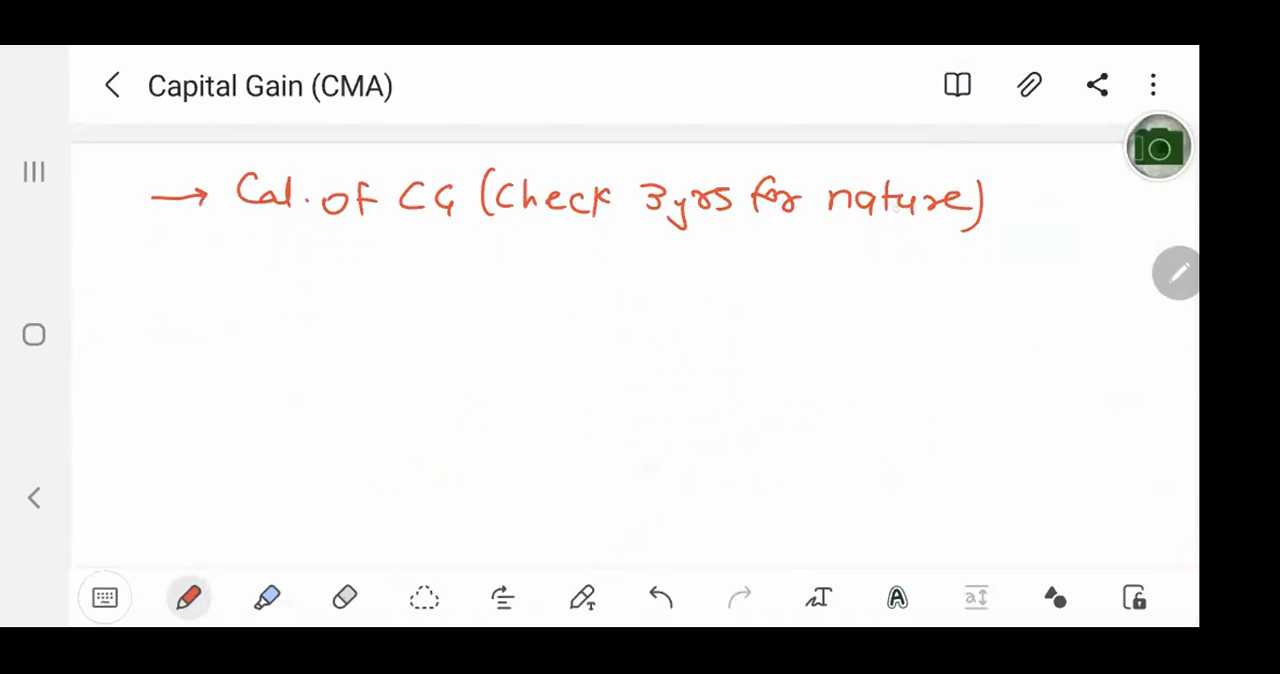 Capital Gain (CMA)
→ Cal. of CG (Check 3yrs for nature)